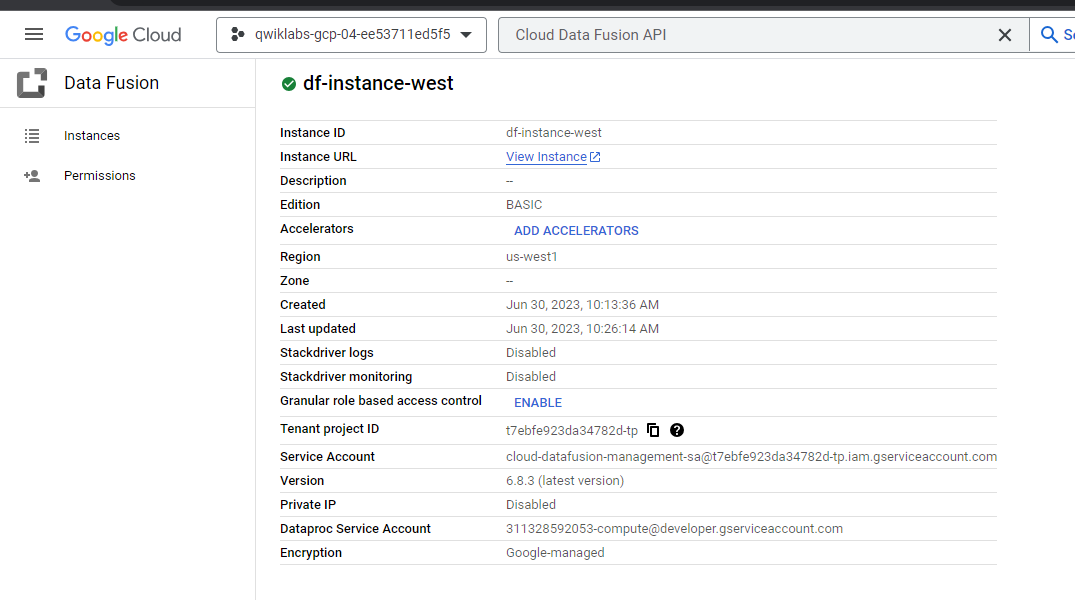 Google Cloud
qwiklabs-gcp-04-ee53711ed5f5
Cloud Data Fusion API
Data Fusion
Instances
Permissions
df-instance-west
Instance ID df-instance-west
Instance URL View Instance
Description --
Edition BASIC
Accelerators ADD ACCELERATORS
Region us-west1
Zone --
Created Jun 30, 2023, 10:13:36 AM
Last updated Jun 30, 2023, 10:26:14 AM
Stackdriver logs Disabled
Stackdriver monitoring Disabled
Granular role based access control ENABLE
Tenant project ID t7ebfe923da34782d-tp
Service Account cloud-datafusion-management-sa@t7ebfe923da34782d-tp.iam.gserviceaccount.com
Version 6.8.3 (latest version)
Private IP Disabled
Dataproc Service Account 311328592053-compute@developer.gserviceaccount.com
Encryption Google-managed